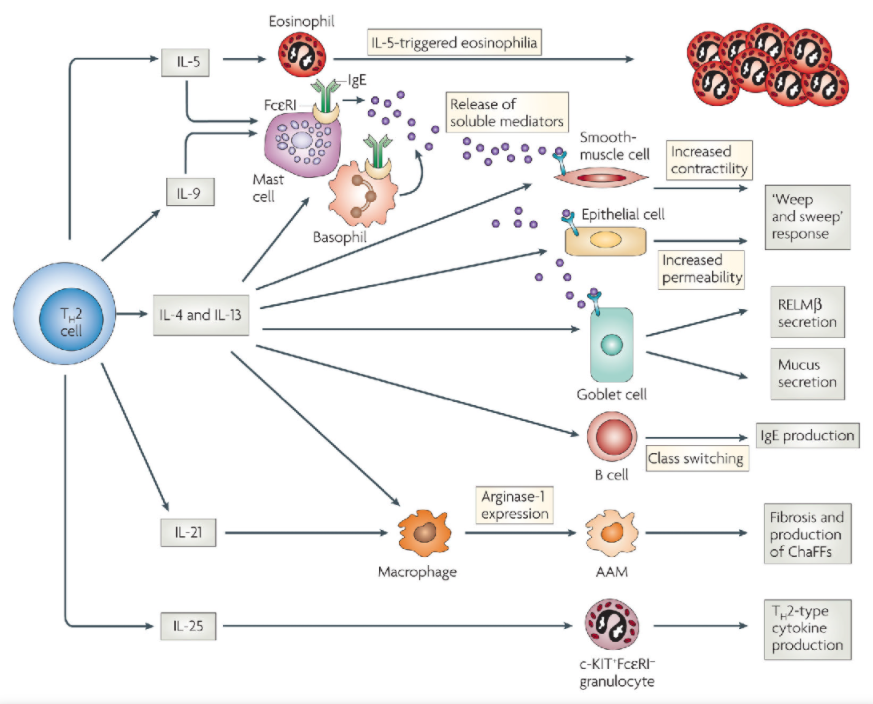 Eosinophil
IL-5
IL-5-triggered eosinophilia
IgE
FcεRI
Release of
soluble mediators
Mast
cell
IL-9
Basophil
Smooth-
muscle cell
Increased
contractility
Epithelial cell
Increased
permeability
'Weep
and sweep'
response
TH2
cell
IL-4 and IL-13
Goblet cell
RELMβ
secretion
Mucus
secretion
B cell
Class switching
IgE production
IL-21
Macrophage
Arginase-1
expression
AAM
Fibrosis and
production
of ChaFFs
IL-25
c-KIT⁺FcεRI⁻
granulocyte
TH2-type
cytokine
production